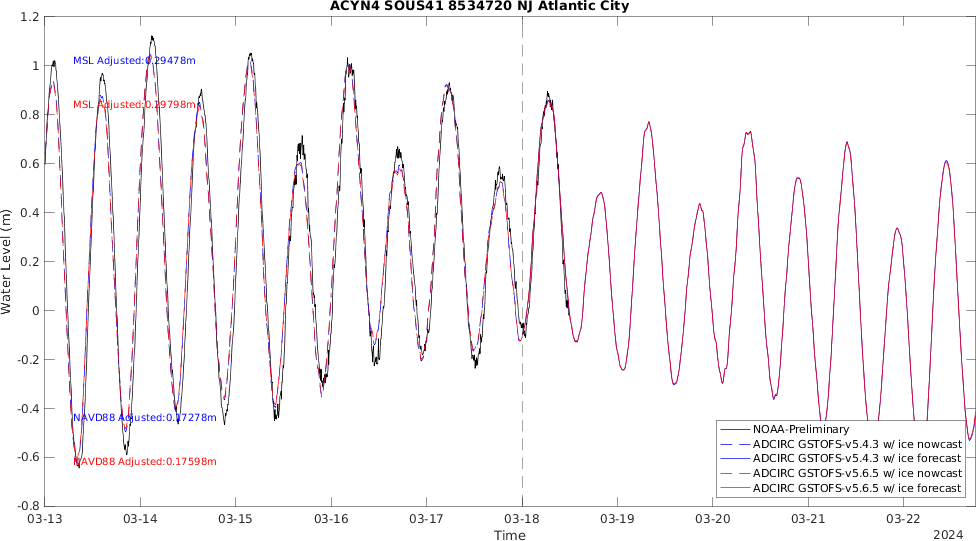 ACYN4 SOUS41 8534720 NJ Atlantic City
1.2
1
0.8
0.6
0.4
0.2
0
-0.2
-0.4
-0.6
-0.8
Water Level (m)
MSL Adjusted:0.29478m
MSL Adjusted:0.29798m
NAVD88 Adjusted:0.17278m
NAVD88 Adjusted:0.17598m
NOAA-Preliminary
ADCIRC GSTOFS-v5.4.3 w/ ice nowcast
ADCIRC GSTOFS-v5.4.3 w/ ice forecast
ADCIRC GSTOFS-v5.6.5 w/ ice nowcast
ADCIRC GSTOFS-v5.6.5 w/ ice forecast
03-13 03-14 03-15 03-16 03-17 03-18 03-19 03-20 03-21 03-22
Time
2024